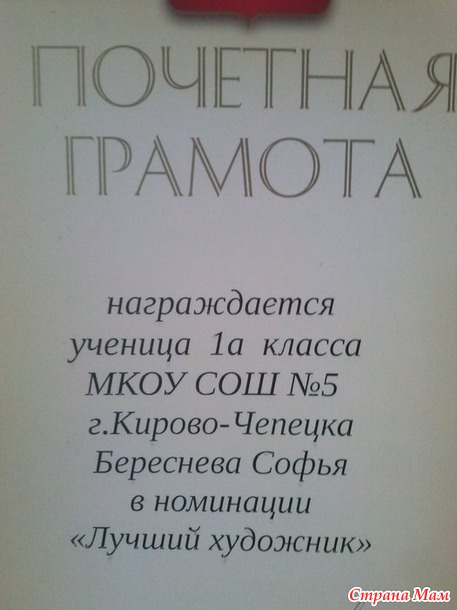 ПОЧЕТНАЯ
ГРАМОТА
награждается
ученица 1а класса
МКОУ СОШ №5
г.Кирово-Чепецка
Береснева Софья
в номинации
«Лучший художник»
Страна Мам